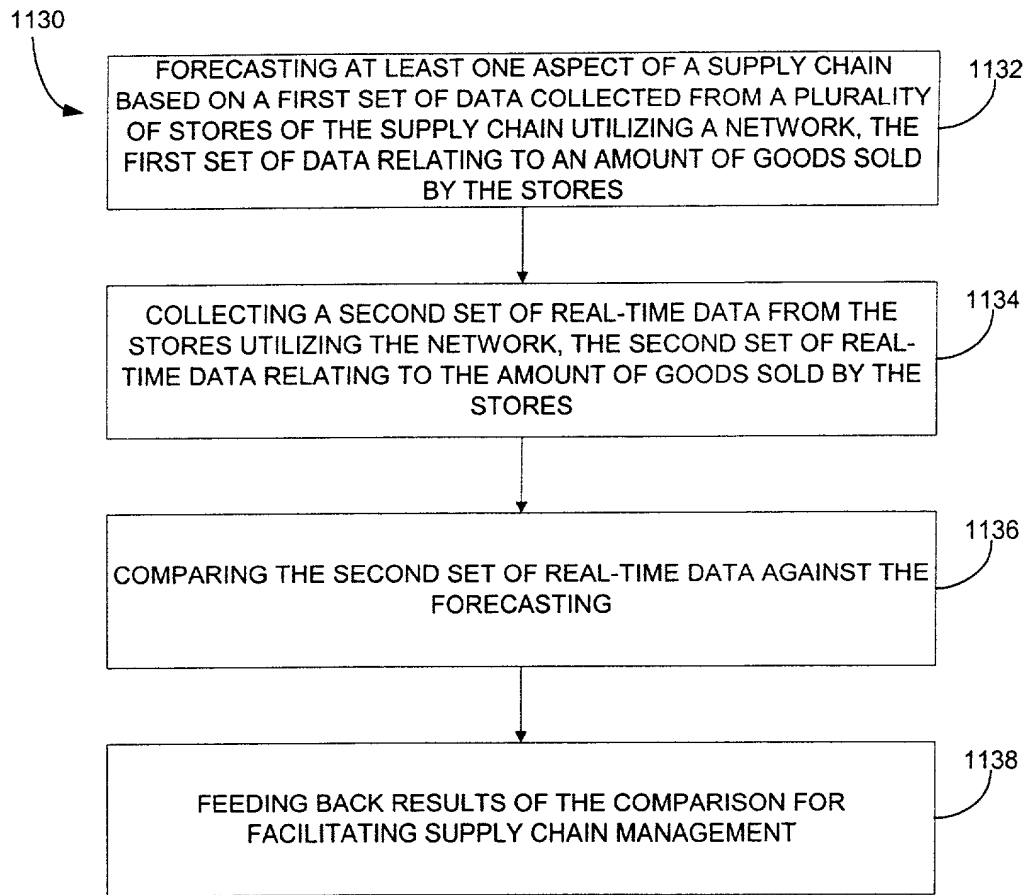 1130
FORECASTING AT LEAST ONE ASPECT OF A SUPPLY CHAIN
BASED ON A FIRST SET OF DATA COLLECTED FROM A PLURALITY
OF STORES OF THE SUPPLY CHAIN UTILIZING A NETWORK, THE
FIRST SET OF DATA RELATING TO AN AMOUNT OF GOODS SOLD
BY THE STORES
1132
COLLECTING A SECOND SET OF REAL-TIME DATA FROM THE
STORES UTILIZING THE NETWORK, THE SECOND SET OF REAL-
TIME DATA RELATING TO THE AMOUNT OF GOODS SOLD BY THE
STORES
1134
COMPARING THE SECOND SET OF REAL-TIME DATA AGAINST THE
FORECASTING
1136
FEEDING BACK RESULTS OF THE COMPARISON FOR
FACILITATING SUPPLY CHAIN MANAGEMENT
1138